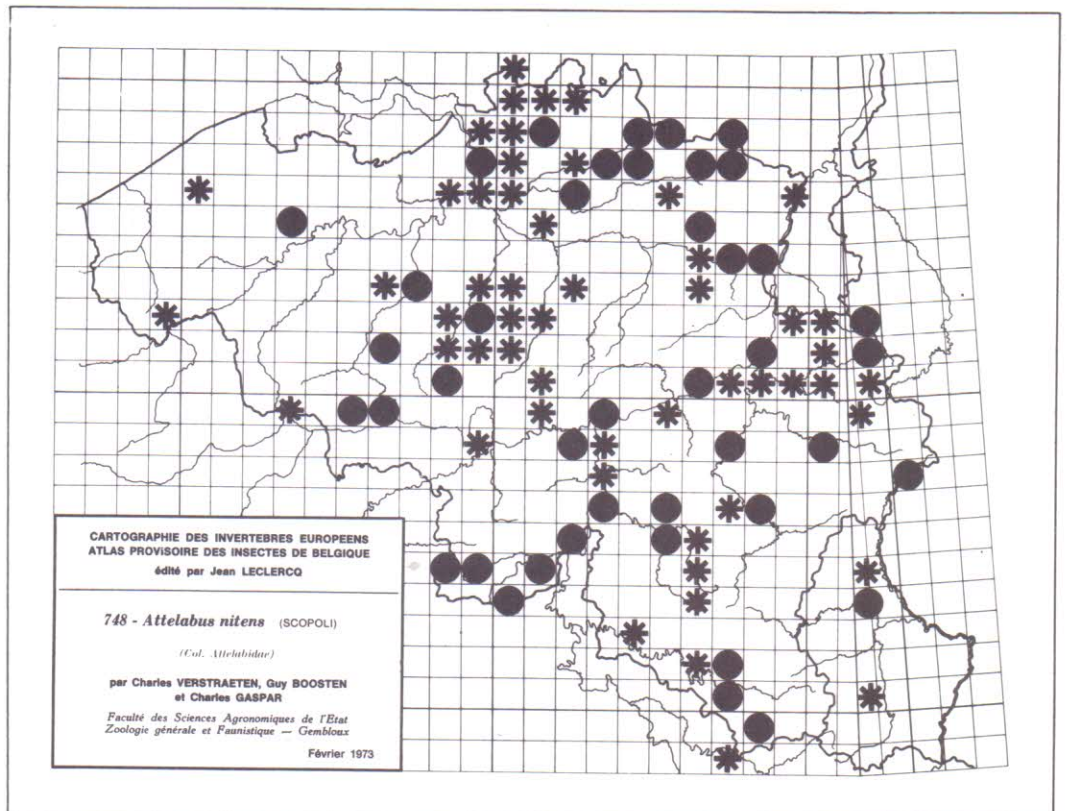 CARTOGRAPHIE DES INVERTEBRES EUROPEENS
ATLAS PROVISOIRE DES INSECTES DE BELGIQUE
édité par Jean LECLERCQ
748 - Attelabus nitens (SCOPOLI)
(Col. Attelabidae)
par Charles VERSTRAETEN, Guy BOOSTEN
et Charles GASPAR
Faculté des Sciences Agronomiques de l'Etat
Zoologie générale et Faunistique — Gembloux
Février 1973